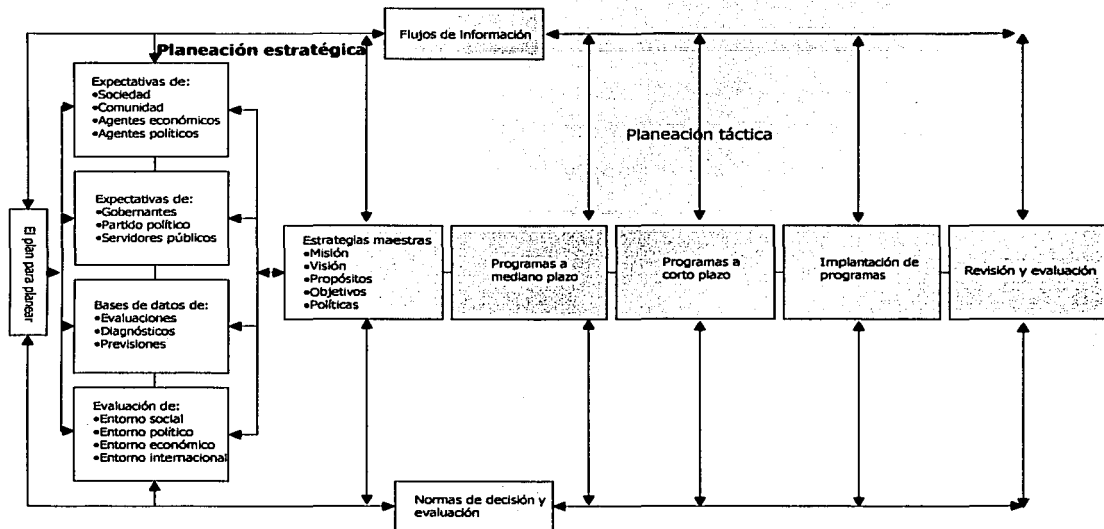 Flujos de Información
Planeación estratégica
Expectativas de:
•Sociedad
•Comunidad
•Agentes económicos
•Agentes políticos
Planeación táctica
Expectativas de:
•Gobernantes
•Partido político
•Servidores públicos
El plan para planear
Estrategias maestras
•Misión
•Visión
•Propósitos
•Objetivos
•Políticas
Programas a
mediano plazo
Programas a
corto plazo
Implantación de
programas
Revisión y evaluación
Bases de datos de:
•Evaluaciones
•Diagnósticos
•Previsiones
Evaluación de:
•Entorno social
•Entorno político
•Entorno económico
•Entorno internacional
Normas de decisión y
evaluación